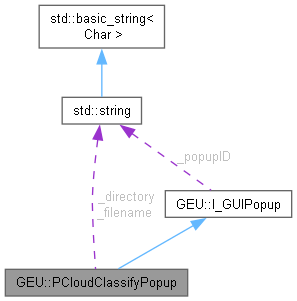 std::basic_string<
Char >
std::string
_popupID
_directory
_filename
GEU::I_GUIPopup
GEU::PCloudClassifyPopup